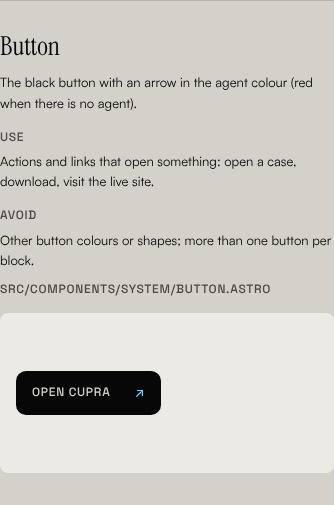 Button
The black button with an arrow in the agent colour (red
when there is no agent).
USE
Actions and links that open something: open a case,
download, visit the live site.
AVOID
Other button colours or shapes; more than one button per
block.
SRC/COMPONENTS/SYSTEM/BUTTON.ASTRO
OPEN CUPRA ↗